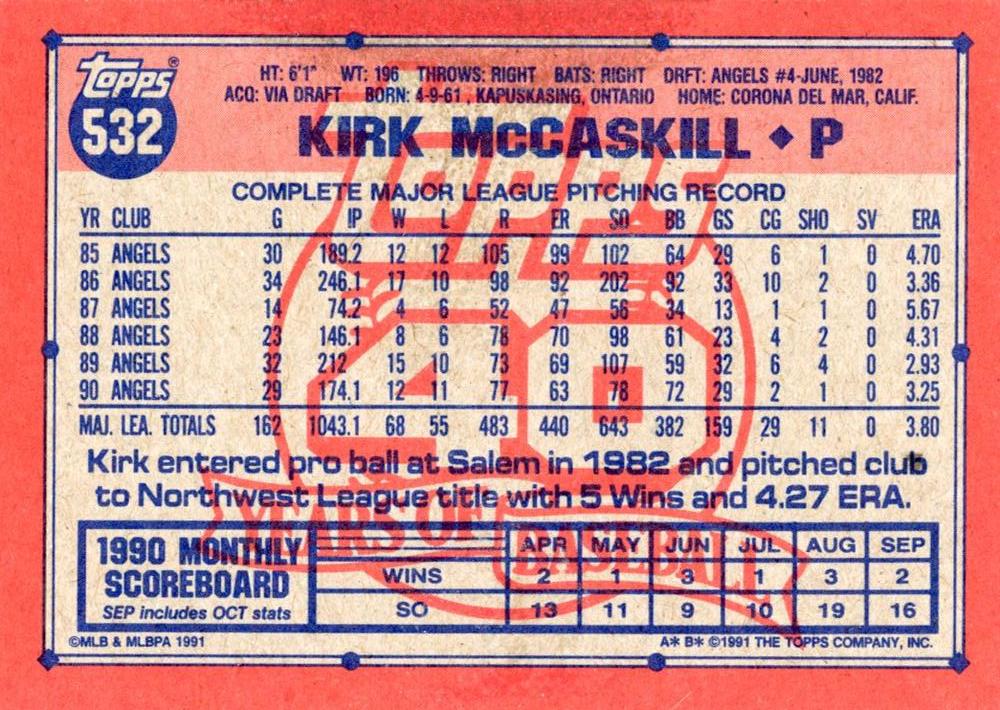 TOPPS®
532
HT: 6'1" WT: 196 THROWS: RIGHT BATS: RIGHT DRFT: ANGELS #4-JUNE, 1982
ACQ: VIA DRAFT BORN: 4-9-61, KAPUSKASING, ONTARIO HOME: CORONA DEL MAR, CALIF.
KIRK McCASKILL ◆ P
COMPLETE MAJOR LEAGUE PITCHING RECORD
YR CLUB G IP W L R ER SO BB GS CG SHO SV ERA
85 ANGELS 30 189.2 12 12 105 99 102 64 29 6 1 0 4.70
86 ANGELS 34 246.1 17 10 98 92 202 92 33 10 2 0 3.36
87 ANGELS 14 74.2 4 6 52 47 56 34 13 1 1 0 5.67
88 ANGELS 23 146.1 8 6 78 70 98 61 23 4 2 0 4.31
89 ANGELS 32 212 15 10 73 69 107 59 32 6 4 0 2.93
90 ANGELS 29 174.1 12 11 77 63 78 72 29 2 1 0 3.25
MAJ. LEA. TOTALS 162 1043.1 68 55 483 440 643 382 159 29 11 0 3.80
TOPPS
40
YEARS OF BASEBALL
Kirk entered pro ball at Salem in 1982 and pitched club
to Northwest League title with 5 Wins and 4.27 ERA.
1990 MONTHLY
SCOREBOARD
SEP includes OCT stats
APR MAY JUN JUL AUG SEP
WINS 2 1 3 1 3 2
SO 13 11 9 10 19 16
©MLB & MLBPA 1991
A* B* ©1991 THE TOPPS COMPANY, INC.